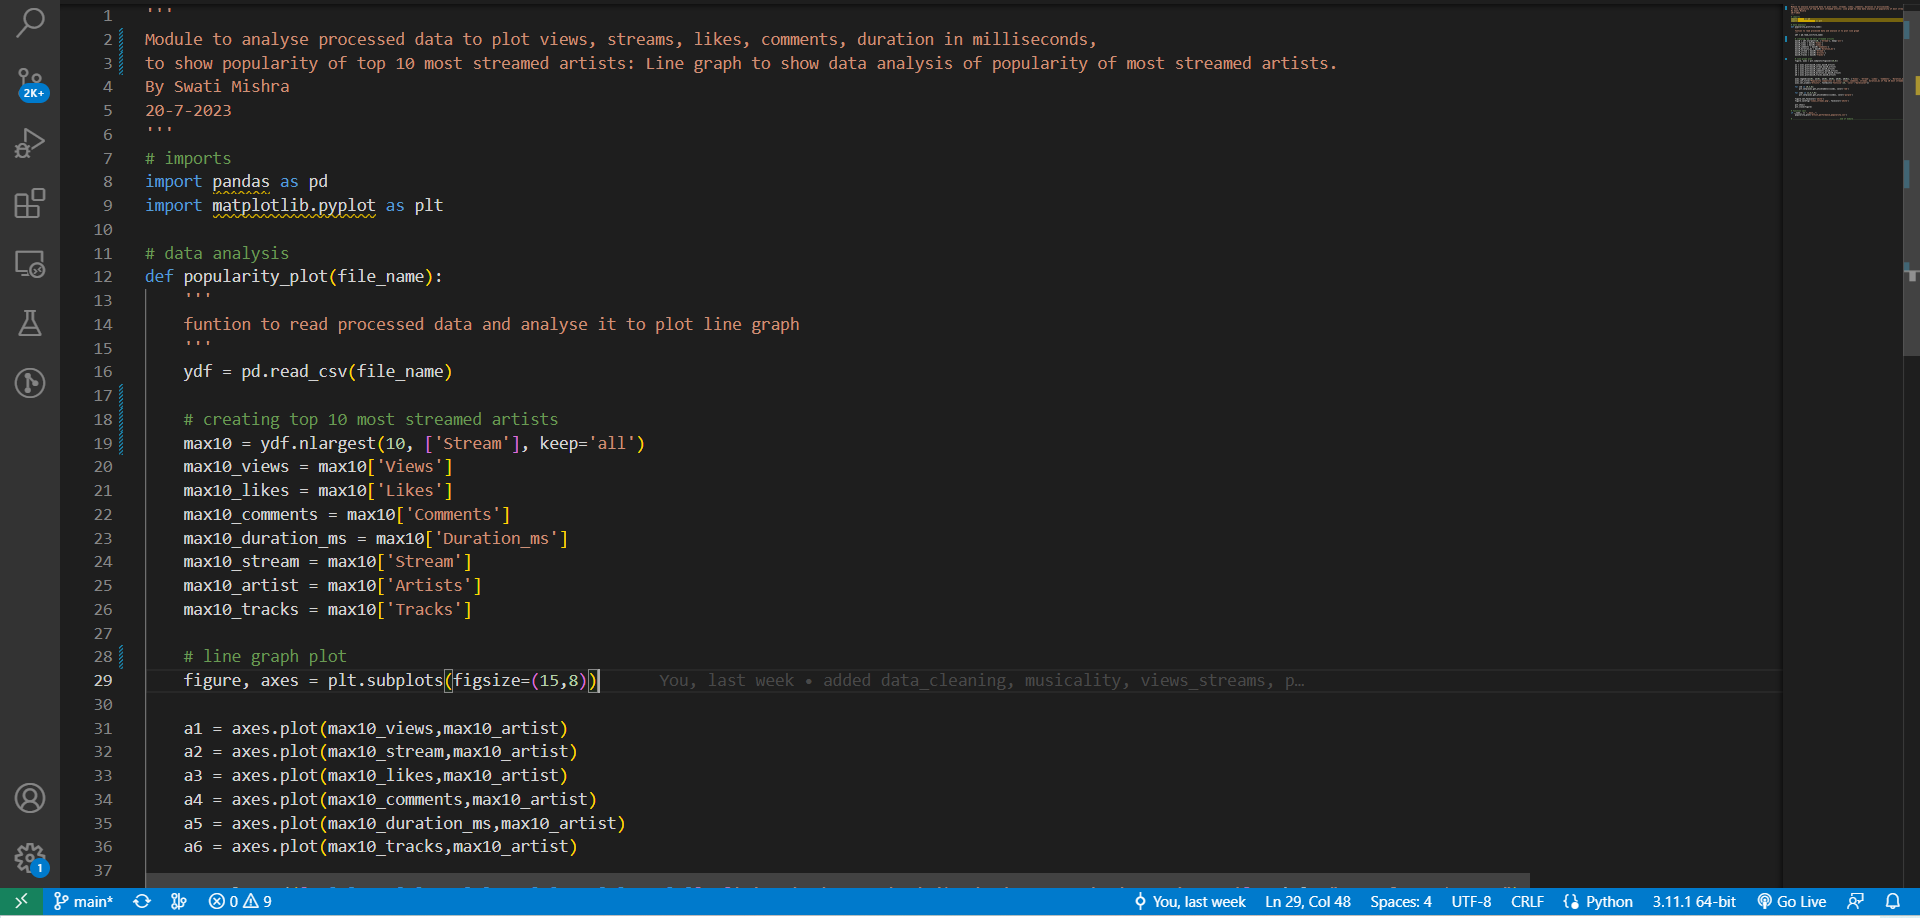 1 '''
2 Module to analyse processed data to plot views, streams, likes, comments, duration in milliseconds,
3 to show popularity of top 10 most streamed artists: Line graph to show data analysis of popularity of most streamed artists.
4 By Swati Mishra
5 20-7-2023
6 '''
7 # imports
8 import pandas as pd
9 import matplotlib.pyplot as plt
10
11 # data analysis
12 def popularity_plot(file_name):
13     '''
14     funtion to read processed data and analyse it to plot line graph
15     '''
16     ydf = pd.read_csv(file_name)
17
18     # creating top 10 most streamed artists
19     max10 = ydf.nlargest(10, ['Stream'], keep='all')
20     max10_views = max10['Views']
21     max10_likes = max10['Likes']
22     max10_comments = max10['Comments']
23     max10_duration_ms = max10['Duration_ms']
24     max10_stream = max10['Stream']
25     max10_artist = max10['Artists']
26     max10_tracks = max10['Tracks']
27
28     # line graph plot
29     figure, axes = plt.subplots(figsize=(15,8)) You, last week • added data_cleaning, musicality, views_streams, p…
30
31     a1 = axes.plot(max10_views,max10_artist)
32     a2 = axes.plot(max10_stream,max10_artist)
33     a3 = axes.plot(max10_likes,max10_artist)
34     a4 = axes.plot(max10_comments,max10_artist)
35     a5 = axes.plot(max10_duration_ms,max10_artist)
36     a6 = axes.plot(max10_tracks,max10_artist)
37
2K+
1
main* 0 9 You, last week Ln 29, Col 48 Spaces: 4 UTF-8 CRLF Python 3.11.1 64-bit Go Live